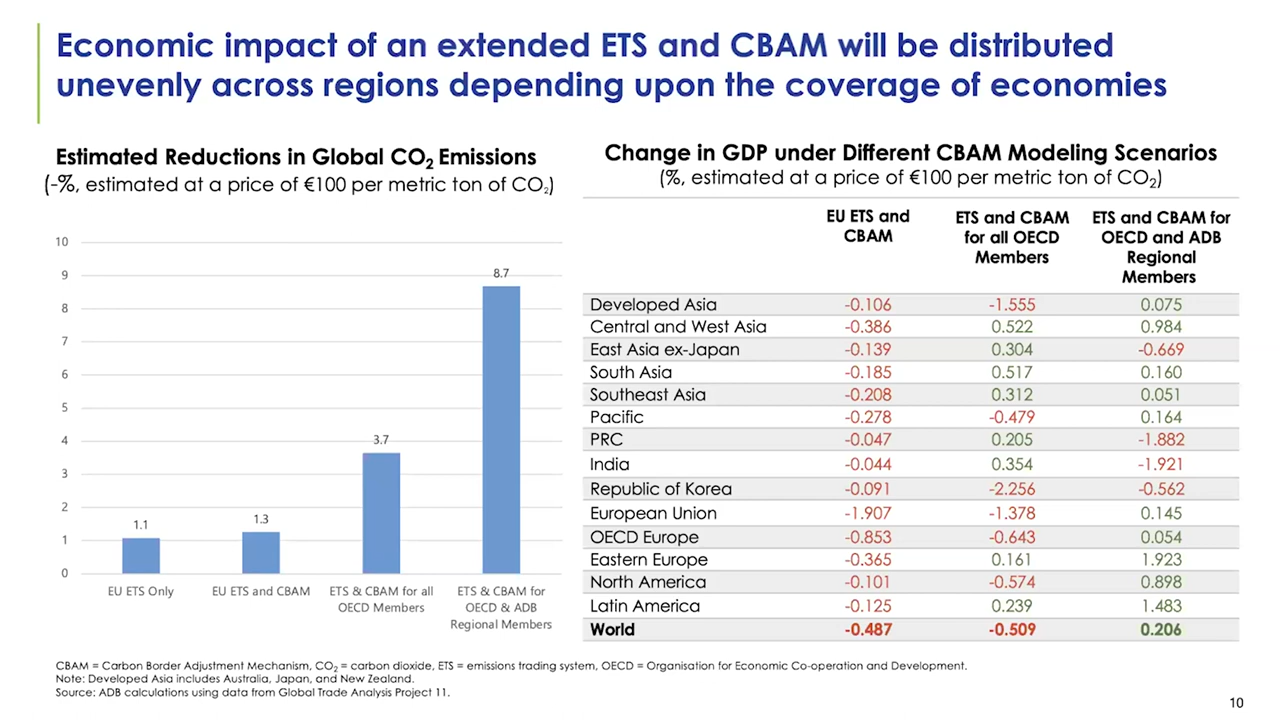 Economic impact of an extended ETS and CBAM will be distributed
unevenly across regions depending upon the coverage of economies
Estimated Reductions in Global CO₂ Emissions
(-%, estimated at a price of €100 per metric ton of CO₂)
10
9
8
7
6
5
4
3
2
1
0
1.1
1.3
3.7
8.7
EU ETS Only
EU ETS and CBAM
ETS & CBAM for all
OECD Members
ETS & CBAM for
OECD & ADB
Regional Members
Change in GDP under Different CBAM Modeling Scenarios
(%, estimated at a price of €100 per metric ton of CO₂)
EU ETS and
CBAM
ETS and CBAM
for all OECD
Members
ETS and CBAM for
OECD and ADB
Regional
Members
Developed Asia -0.106 -1.555 0.075
Central and West Asia -0.386 0.522 0.984
East Asia ex-Japan -0.139 0.304 -0.669
South Asia -0.185 0.517 0.160
Southeast Asia -0.208 0.312 0.051
Pacific -0.278 -0.479 0.164
PRC -0.047 0.205 -1.882
India -0.044 0.354 -1.921
Republic of Korea -0.091 -2.256 -0.562
European Union -1.907 -1.378 0.145
OECD Europe -0.853 -0.643 0.054
Eastern Europe -0.365 0.161 1.923
North America -0.101 -0.574 0.898
Latin America -0.125 0.239 1.483
World -0.487 -0.509 0.206
CBAM = Carbon Border Adjustment Mechanism, CO₂ = carbon dioxide, ETS = emissions trading system, OECD = Organisation for Economic Co-operation and Development.
Note: Developed Asia includes Australia, Japan, and New Zealand.
Source: ADB calculations using data from Global Trade Analysis Project 11.
10